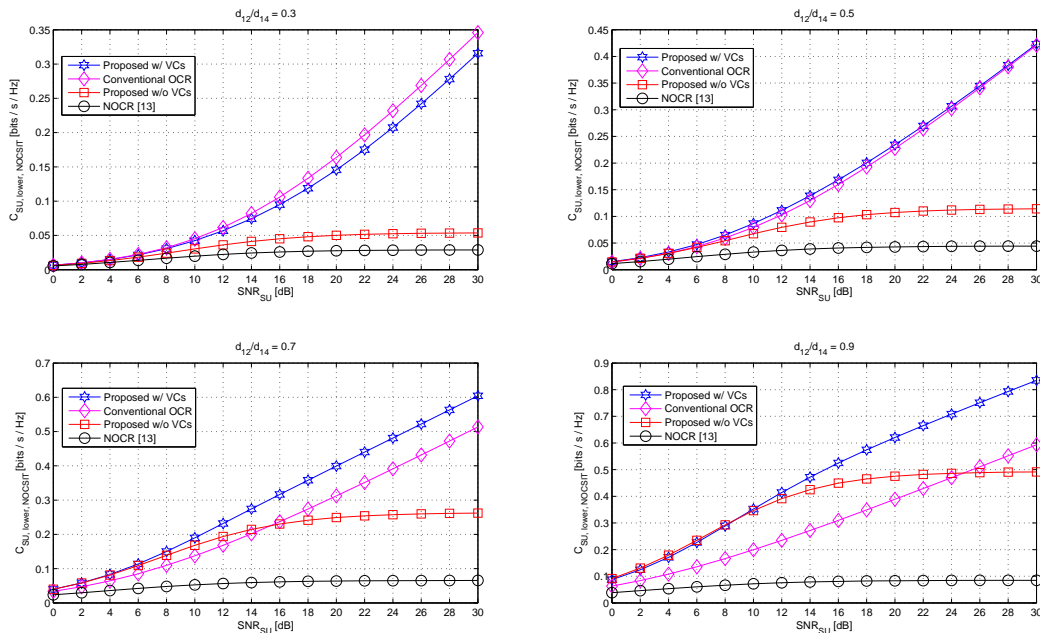 d12/d14 = 0.3
0.35
0.3
0.25
0.2
0.15
0.1
0.05
0
CSU, lower, NOCSIT [bits / s / Hz]
Proposed w/ VCs
Conventional OCR
Proposed w/o VCs
NOCR [13]
0 2 4 6 8 10 12 14 16 18 20 22 24 26 28 30
SNRSU [dB]
d12/d14 = 0.5
0.45
0.4
0.35
0.3
0.25
0.2
0.15
0.1
0.05
0
CSU, lower, NOCSIT [bits / s / Hz]
Proposed w/ VCs
Conventional OCR
Proposed w/o VCs
NOCR [13]
0 2 4 6 8 10 12 14 16 18 20 22 24 26 28 30
SNRSU [dB]
d12/d14 = 0.7
0.7
0.6
0.5
0.4
0.3
0.2
0.1
0
CSU, lower, NOCSIT [bits / s / Hz]
Proposed w/ VCs
Conventional OCR
Proposed w/o VCs
NOCR [13]
0 2 4 6 8 10 12 14 16 18 20 22 24 26 28 30
SNRSU [dB]
d12/d14 = 0.9
0.9
0.8
0.7
0.6
0.5
0.4
0.3
0.2
0.1
0
CSU, lower, NOCSIT [bits / s / Hz]
Proposed w/ VCs
Conventional OCR
Proposed w/o VCs
NOCR [13]
0 2 4 6 8 10 12 14 16 18 20 22 24 26 28 30
SNRSU [dB]